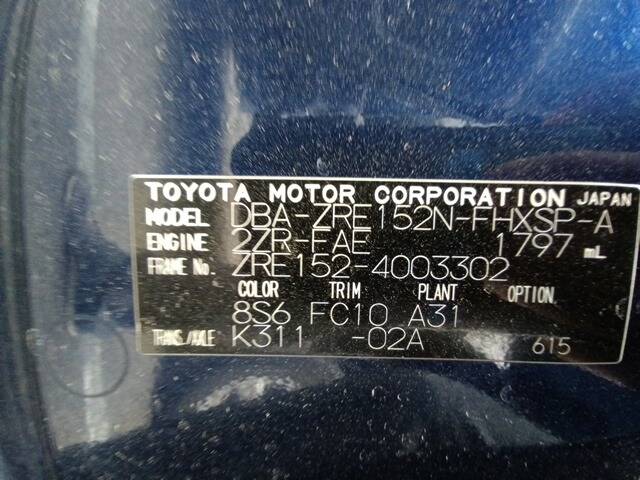 TOYOTA MOTOR CORPORATION JAPAN
MODEL DBA-ZRE152N-FHXSP-A
ENGINE 2ZR-FAE 1797 mL
FRAME No. ZRE152-4003302
COLOR TRIM PLANT OPTION
8S6 FC10 A31
TRANS./AXLE K311 -02A 615